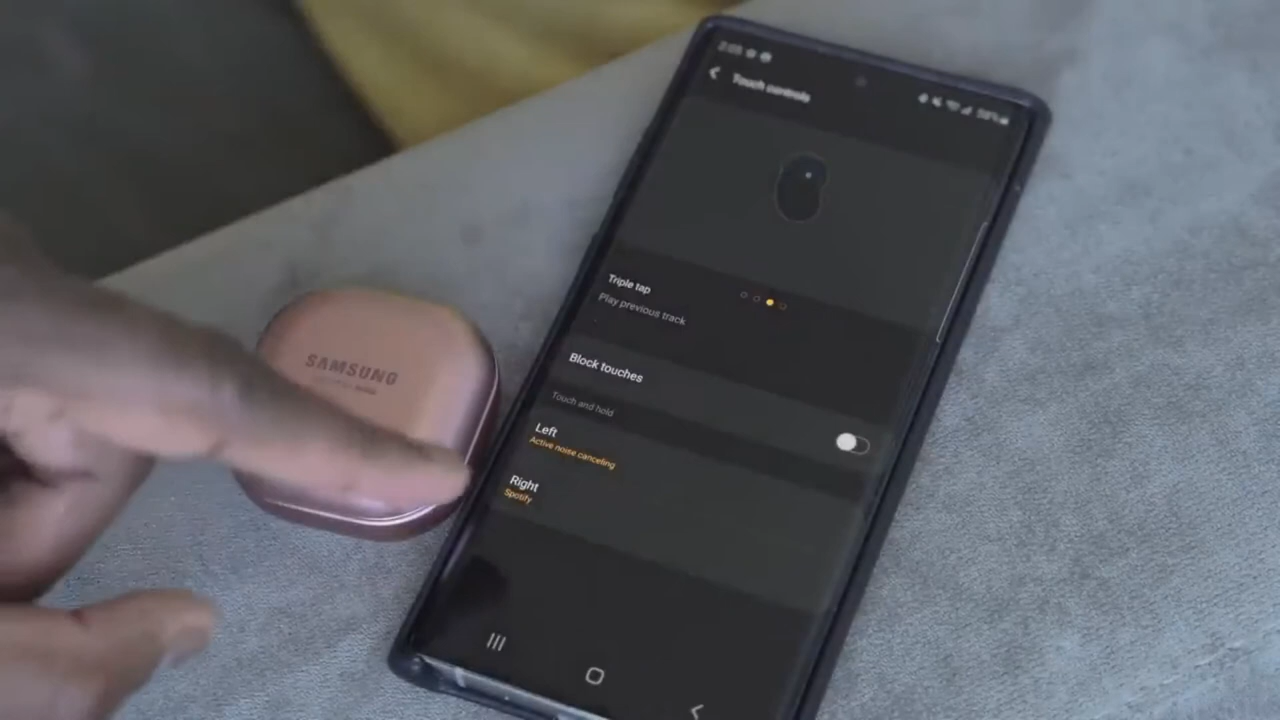 Touch controls
Triple tap
Play previous track
Block touches
Touch and hold
Left
Active noise canceling
Right
Spotify
SAMSUNG